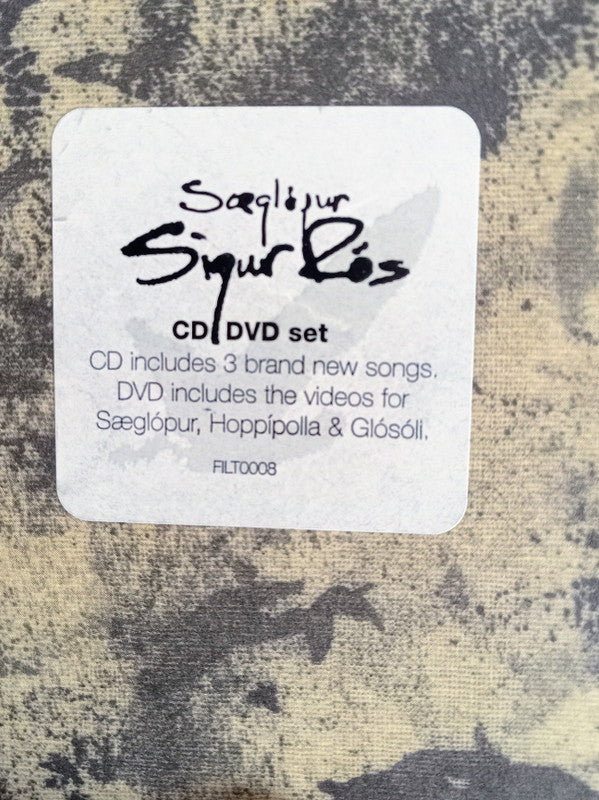 Sæglópur
Sigur Rós
CD/DVD set
CD includes 3 brand new songs.
DVD includes the videos for
Sæglópur, Hoppípolla & Glósóli.
FILT0008